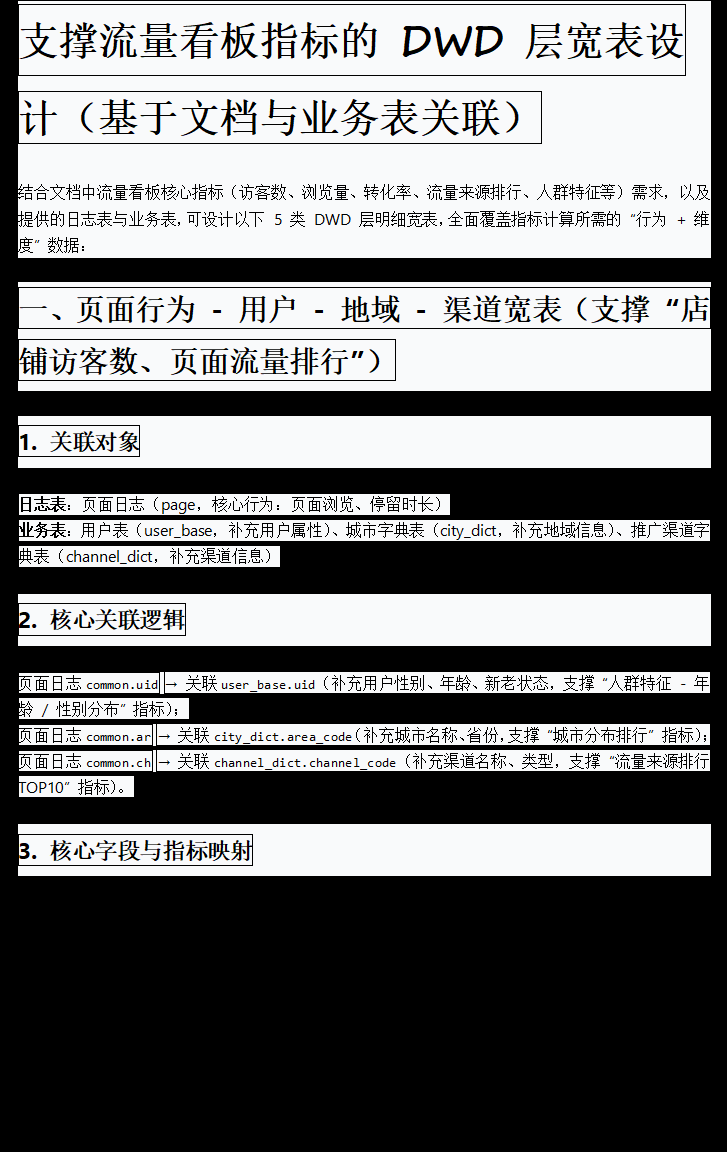 支撑流量看板指标的 DWD 层宽表设
计（基于文档与业务表关联）
结合文档中流量看板核心指标（访客数、浏览量、转化率、流量来源排行、人群特征等）需求，以及
提供的日志表与业务表，可设计以下 5 类 DWD 层明细宽表，全面覆盖指标计算所需的 “行为 + 维
度” 数据：
一、页面行为 - 用户 - 地域 - 渠道宽表（支撑 “店
铺访客数、页面流量排行”）
1. 关联对象
日志表：页面日志（page，核心行为：页面浏览、停留时长）
业务表：用户表（user_base，补充用户属性）、城市字典表（city_dict，补充地域信息）、推广渠道字
典表（channel_dict，补充渠道信息）
2. 核心关联逻辑
页面日志 common.uid → 关联 user_base.uid（补充用户性别、年龄、新老状态，支撑 “人群特征 - 年
龄 / 性别分布” 指标）；
页面日志 common.ar → 关联 city_dict.area_code（补充城市名称、省份，支撑 “城市分布排行” 指标）；
页面日志 common.ch → 关联 channel_dict.channel_code（补充渠道名称、类型，支撑 “流量来源排行
TOP10” 指标）。
3. 核心字段与指标映射